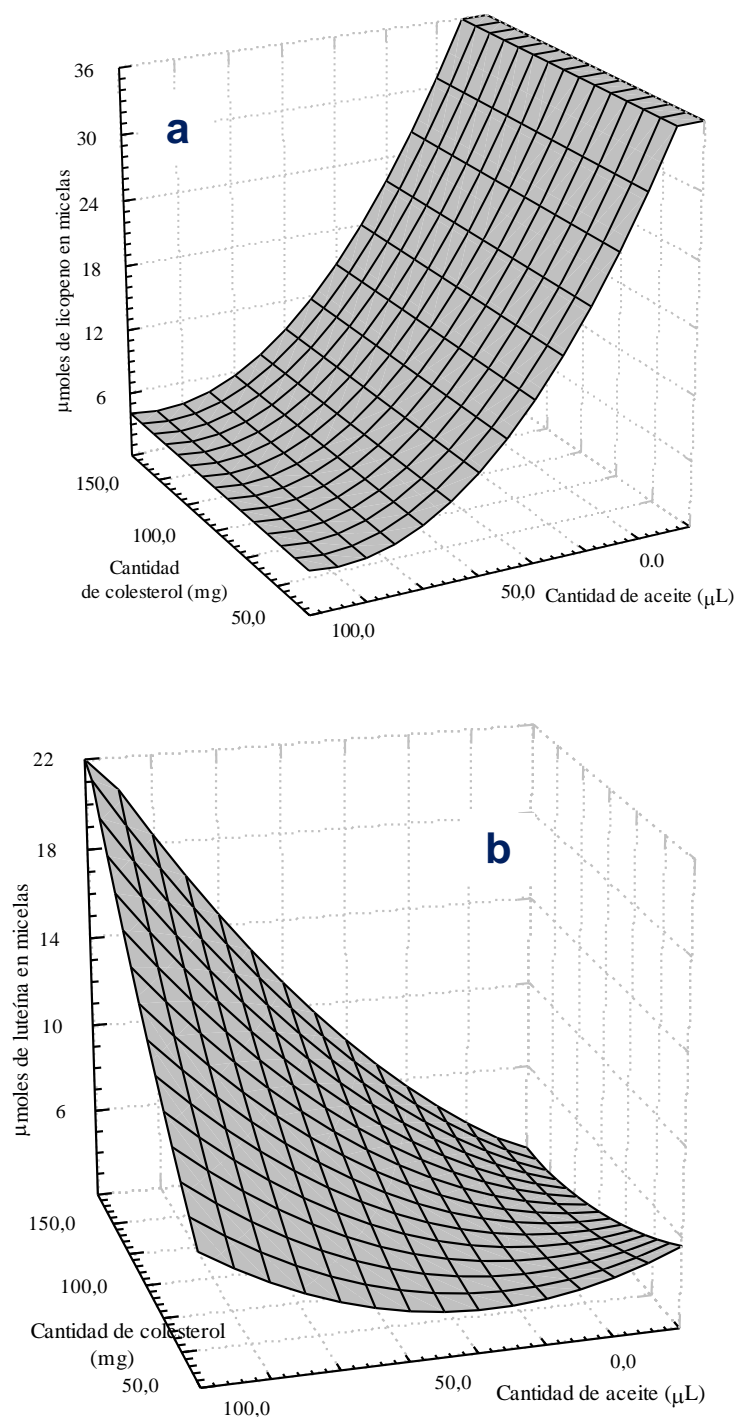 36
a
30
μmoles de licopeno en micelas
24
18
12
6
150,0
100,0
Cantidad
de colesterol (mg)
50,0
100,0
50,0
0.0
Cantidad de aceite (μL)
22
b
18
μmoles de luteína en micelas
14
10
6
150,0
100,0
Cantidad de colesterol
(mg)
50,0
100,0
50,0
0,0
Cantidad de aceite (μL)